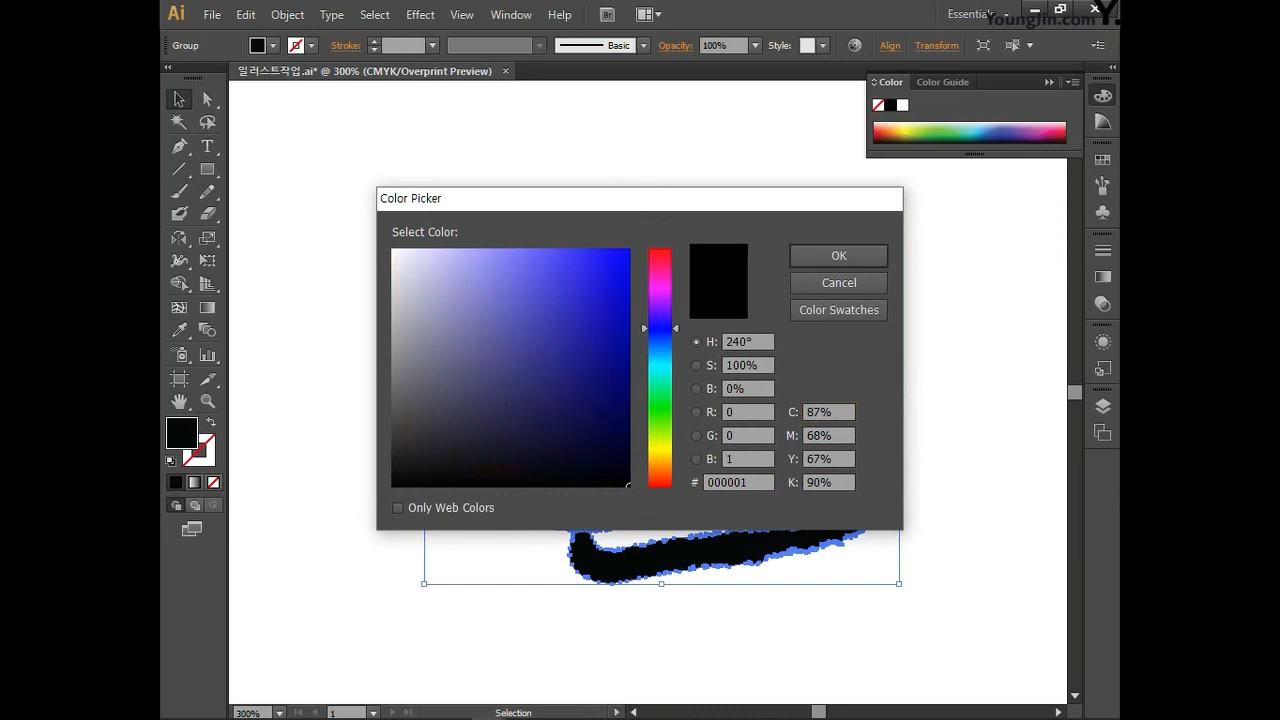 Ai File Edit Object Type Select Effect View Window Help Br
YoungJin.com Y.
Group Stroke: Basic Opacity: 100% Style: Align Transform
일러스트작업.ai* @ 300% (CMYK/Overprint Preview) ×
Color Color Guide
Color Picker
Select Color:
OK
Cancel
Color Swatches
H: 240°
S: 100%
B: 0%
R: 0 C: 87%
G: 0 M: 68%
B: 1 Y: 67%
# 000001 K: 90%
Only Web Colors
300% 1 Selection